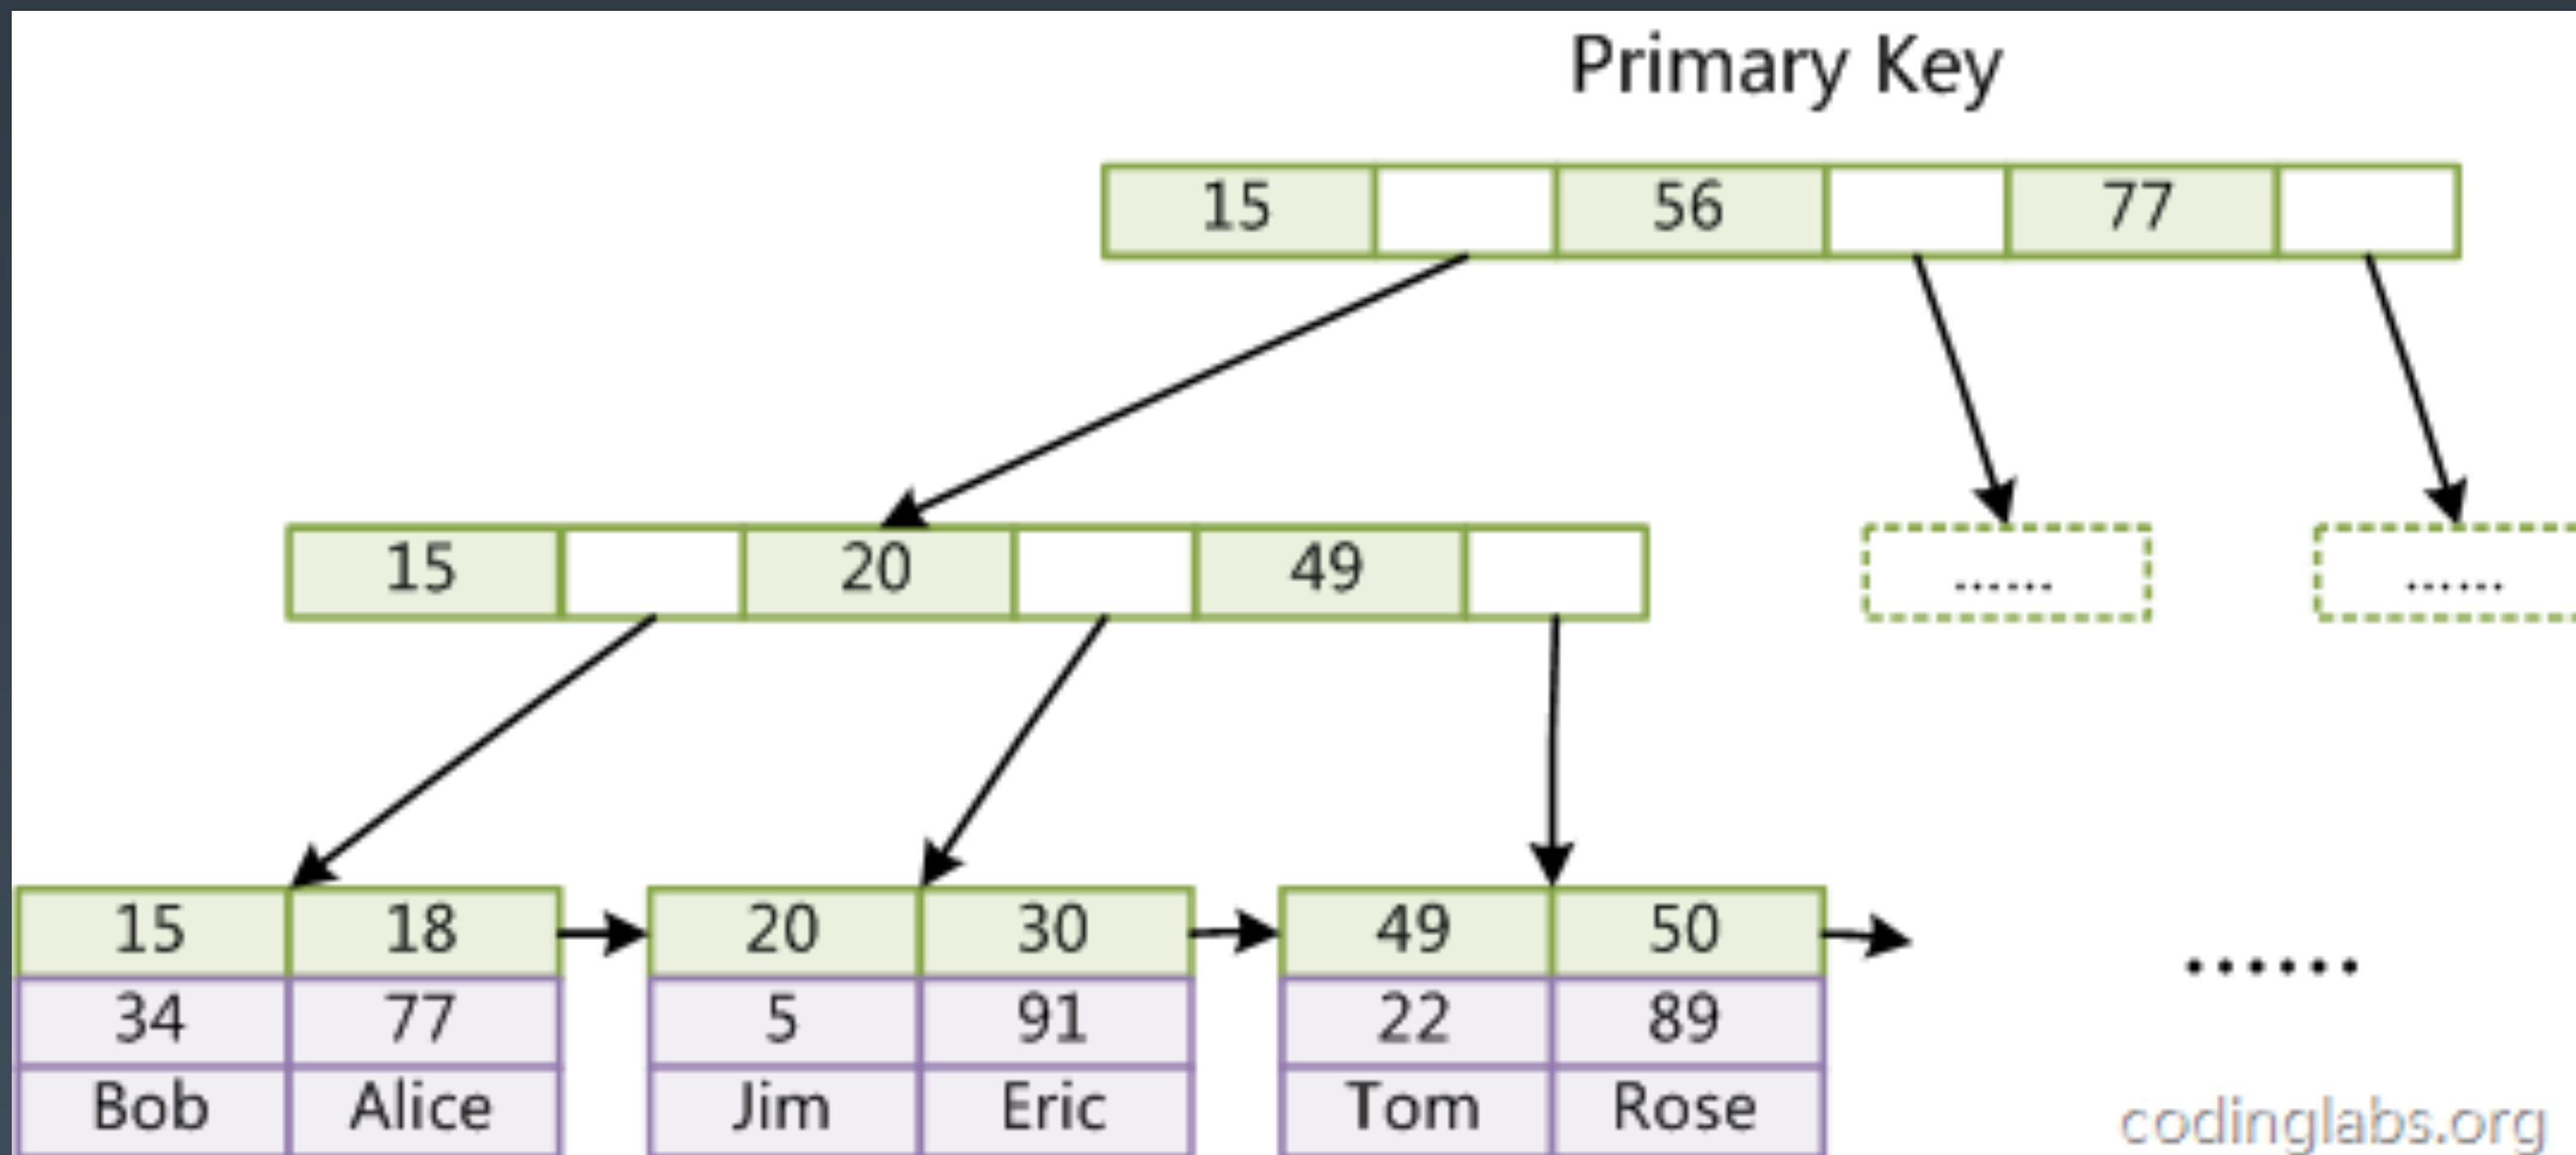 Primary Key
15 56 77
15 20 49 ...... ......
15 18 20 30 49 50
......
34 77 5 91 22 89
Bob Alice Jim Eric Tom Rose
codinglabs.org